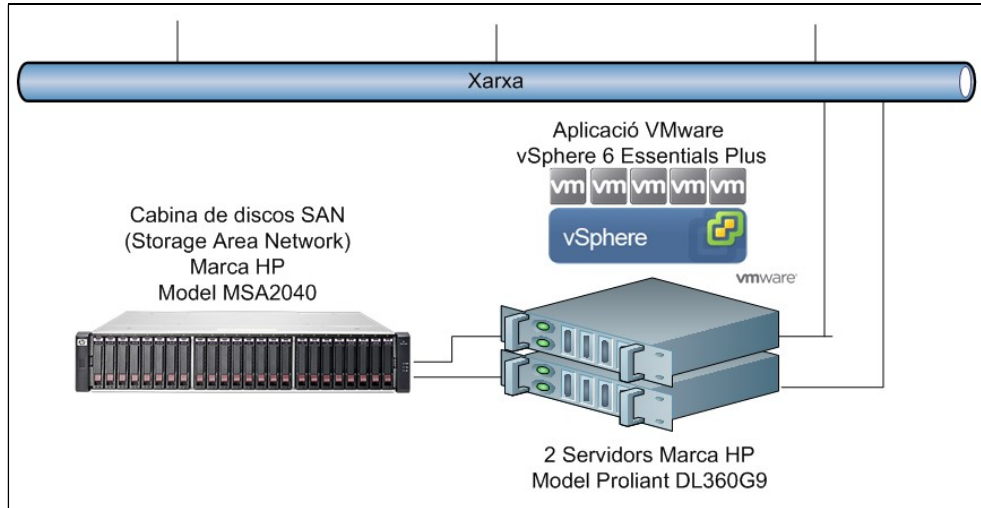 Xarxa
Aplicació VMware
vSphere 6 Essentials Plus
vm vm vm vm vm
vSphere
vmware
Cabina de discos SAN
(Storage Area Network)
Marca HP
Model MSA2040
2 Servidors Marca HP
Model Proliant DL360G9